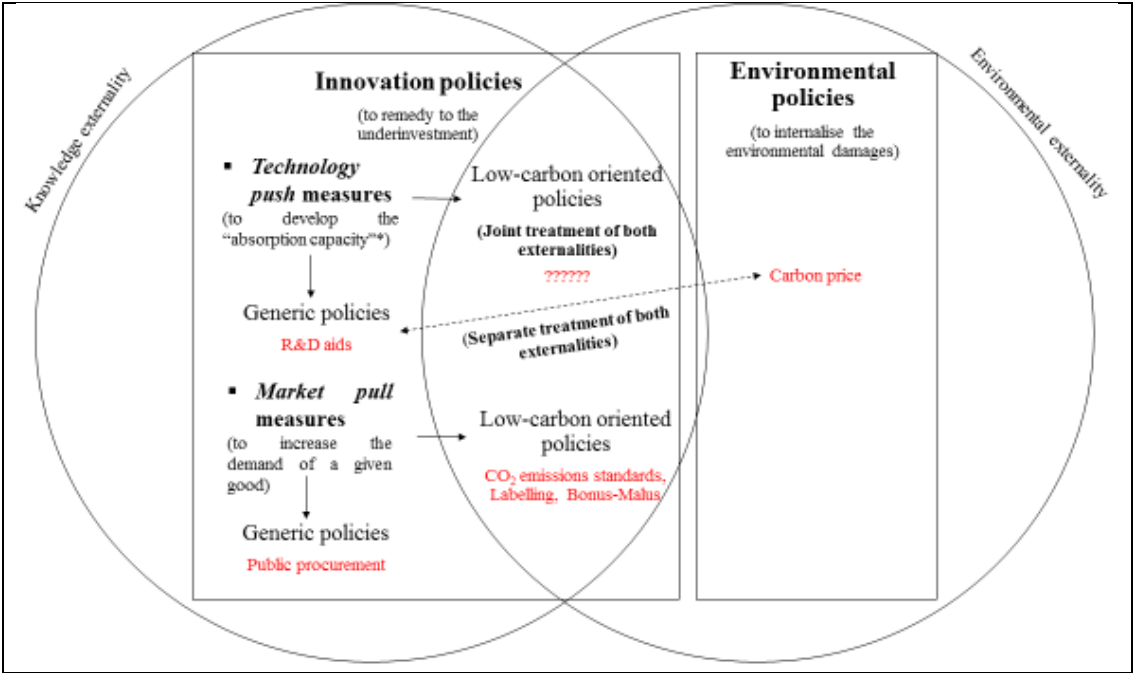 Knowledge externality
Innovation policies
(to remedy to the
underinvestment)
▪ Technology
push measures
(to develop the
“absorption capacity”*)
Generic policies
R&D aids
▪ Market pull
measures
(to increase the
demand of a given
good)
Generic policies
Public procurement
Low-carbon oriented
policies
(Joint treatment of both
externalities)
??????
(Separate treatment of both
externalities)
Low-carbon oriented
policies
CO₂ emissions standards,
Labelling, Bonus-Malus
Environmental
policies
(to internalise the
environmental damages)
Carbon price
Environmental externality